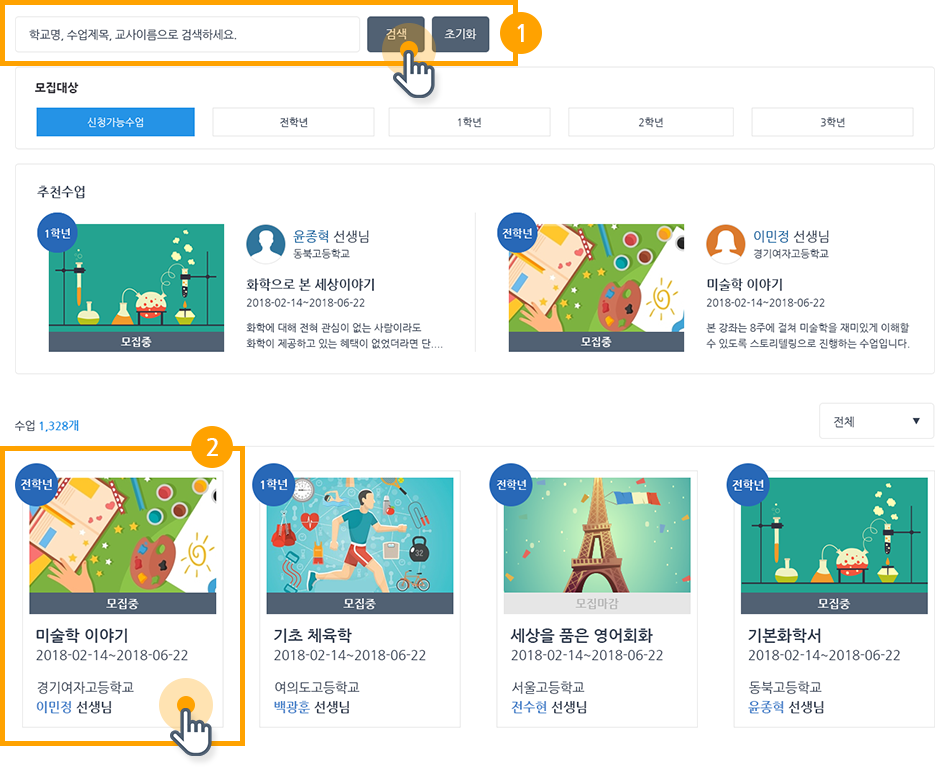 학교명, 수업제목, 교사이름으로 검색하세요.
검색
초기화
1
모집대상
신청가능수업
전학년
1학년
2학년
3학년
추천수업
1학년
모집중
윤종혁 선생님
동북고등학교
화학으로 본 세상이야기
2018-02-14~2018-06-22
화학에 대해 전혀 관심이 없는 사람이라도
화학이 제공하고 있는 혜택이 없었더라면 단....
전학년
모집중
이민정 선생님
경기여자고등학교
미술학 이야기
2018-02-14~2018-06-22
본 강좌는 8주에 걸쳐 미술학을 재미있게 이해할
수 있도록 스토리텔링으로 진행하는 수업입니다.
수업 1,328개
전체 ▼
2
전학년
모집중
미술학 이야기
2018-02-14~2018-06-22
경기여자고등학교
이민정 선생님
1학년
32
모집중
기초 체육학
2018-02-14~2018-06-22
여의도고등학교
백광훈 선생님
전학년
모집마감
세상을 품은 영어회화
2018-02-14~2018-06-22
서울고등학교
전수현 선생님
전학년
모집중
기본화학서
2018-02-14~2018-06-22
동북고등학교
윤종혁 선생님